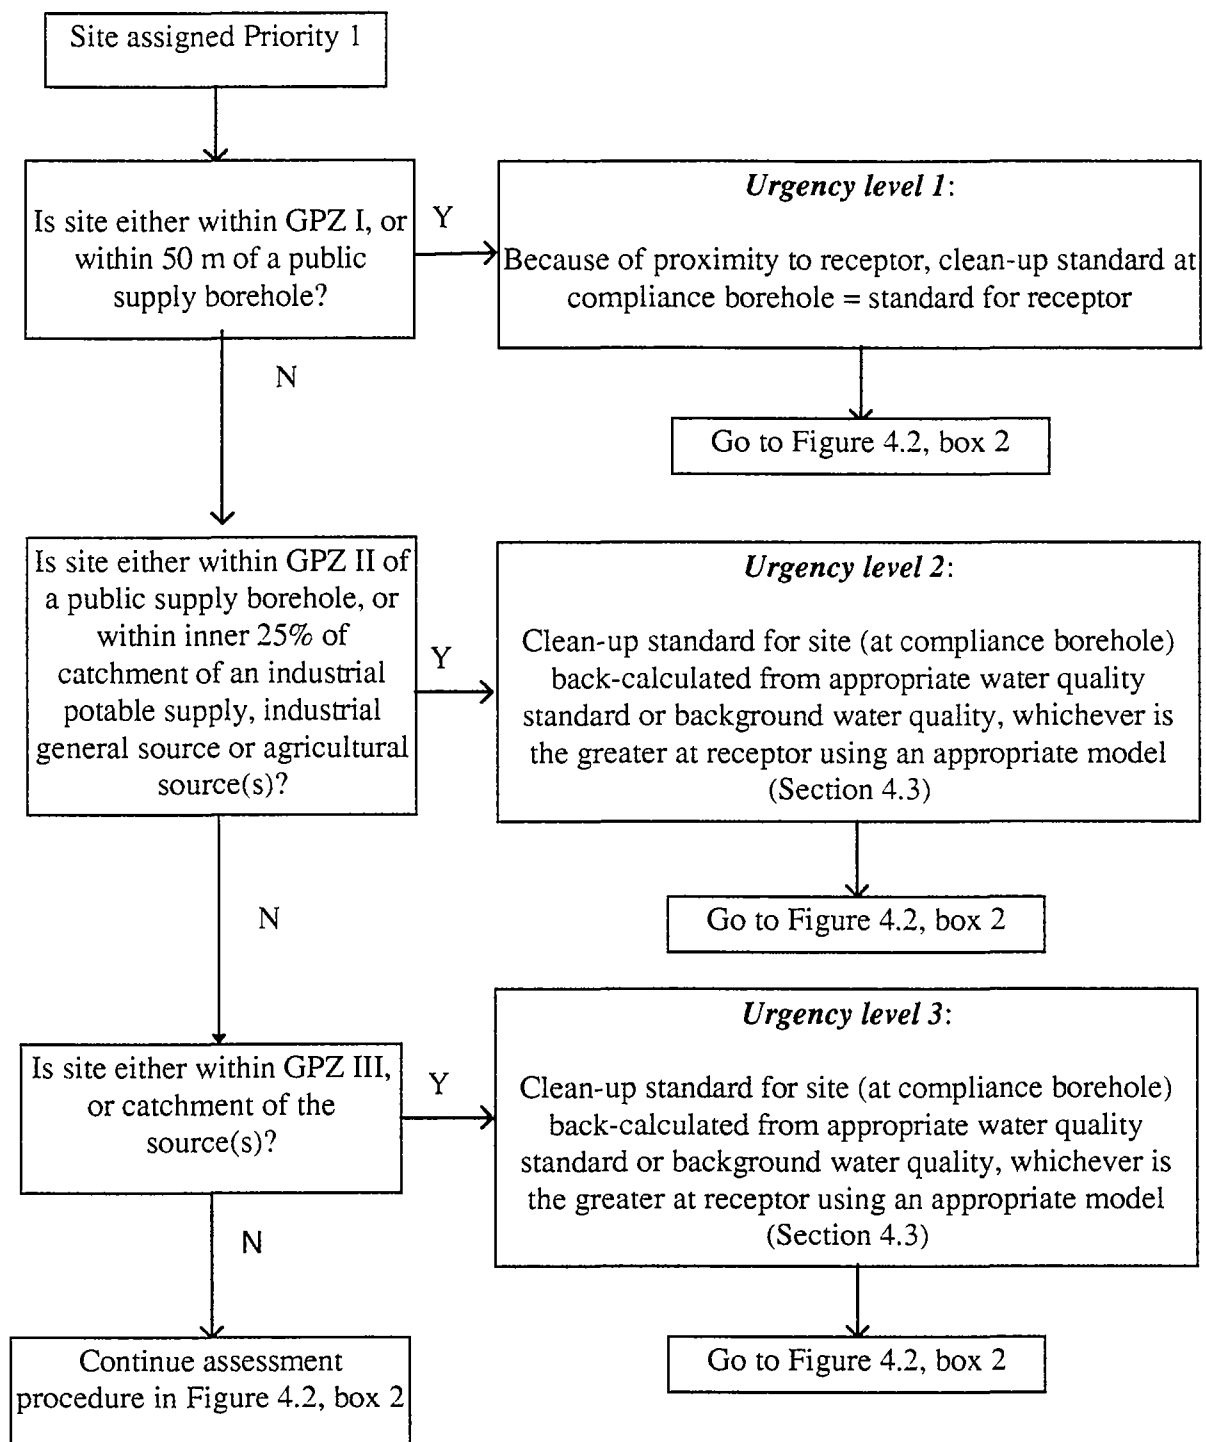 Site assigned Priority 1
Is site either within GPZ I, or
within 50 m of a public
supply borehole?
Y
Urgency level 1:
Because of proximity to receptor, clean-up standard at
compliance borehole = standard for receptor
N
Go to Figure 4.2, box 2
Is site either within GPZ II of
a public supply borehole, or
within inner 25% of
catchment of an industrial
potable supply, industrial
general source or agricultural
source(s)?
Y
Urgency level 2:
Clean-up standard for site (at compliance borehole)
back-calculated from appropriate water quality
standard or background water quality, whichever is
the greater at receptor using an appropriate model
(Section 4.3)
N
Go to Figure 4.2, box 2
Is site either within GPZ III,
or catchment of the
source(s)?
Y
Urgency level 3:
Clean-up standard for site (at compliance borehole)
back-calculated from appropriate water quality
standard or background water quality, whichever is
the greater at receptor using an appropriate model
(Section 4.3)
N
Go to Figure 4.2, box 2
Continue assessment
procedure in Figure 4.2, box 2